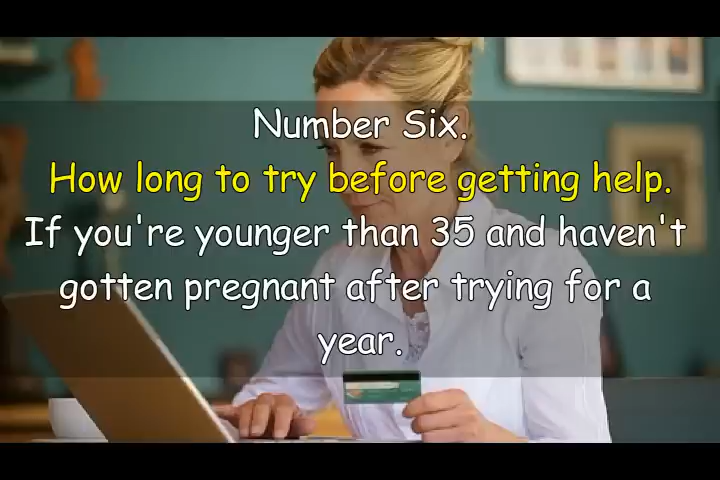 Number Six.
How long to try before getting help.
If you're younger than 35 and haven't
gotten pregnant after trying for a
year.